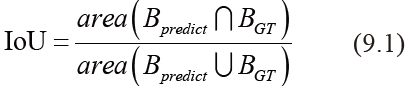 IoU = area(B_predict ⋂ B_GT) / area(B_predict ⋃ B_GT) (9.1)